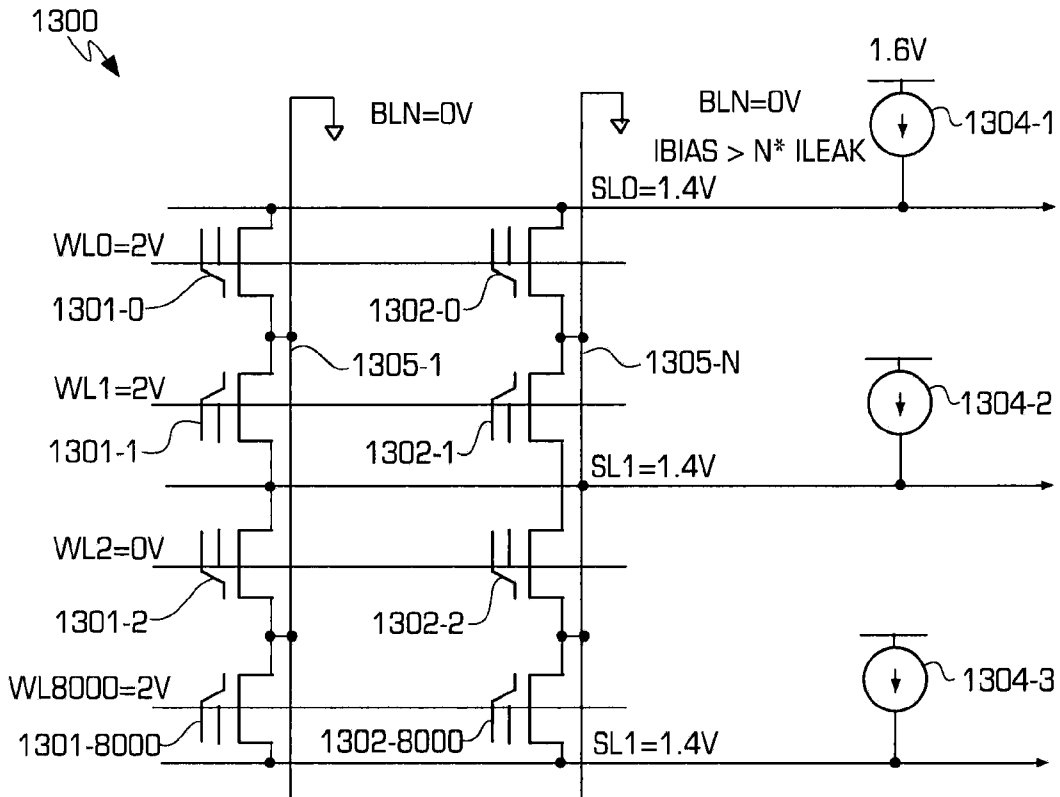 1300
1.6V
BLN=0V
BLN=0V
1304-1
IBIAS > N* ILEAK
SL0=1.4V
WL0=2V
1301-0
1302-0
1305-1
1305-N
WL1=2V
1304-2
1301-1
1302-1
SL1=1.4V
WL2=0V
1301-2
1302-2
WL8000=2V
1304-3
1301-8000
1302-8000
SL1=1.4V